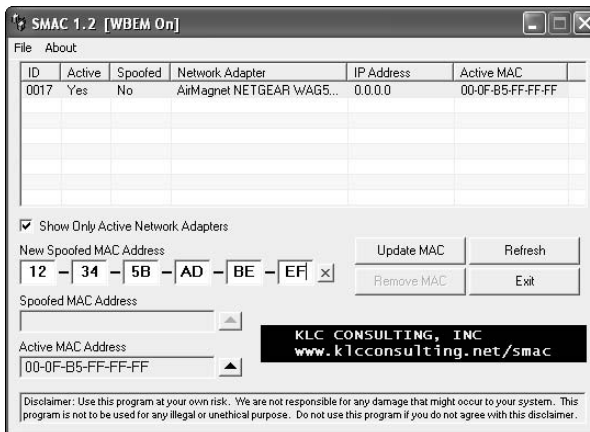 SMAC 1.2 [WBEM On]
File About
ID Active Spoofed Network Adapter IP Address Active MAC
0017 Yes No AirMagnet NETGEAR WAG5... 0.0.0.0 00-0F-B5-FF-FF-FF
Show Only Active Network Adapters
New Spoofed MAC Address
12 - 34 - 5B - AD - BE - EF X
Update MAC Refresh
Remove MAC Exit
Spoofed MAC Address
KLC CONSULTING, INC
www.klcconsulting.net/smac
Active MAC Address
00-0F-B5-FF-FF-FF
Disclaimer: Use this program at your own risk. We are not responsible for any damage that might occur to your system. This
program is not to be used for any illegal or unethical purpose. Do not use this program if you do not agree with this disclaimer.